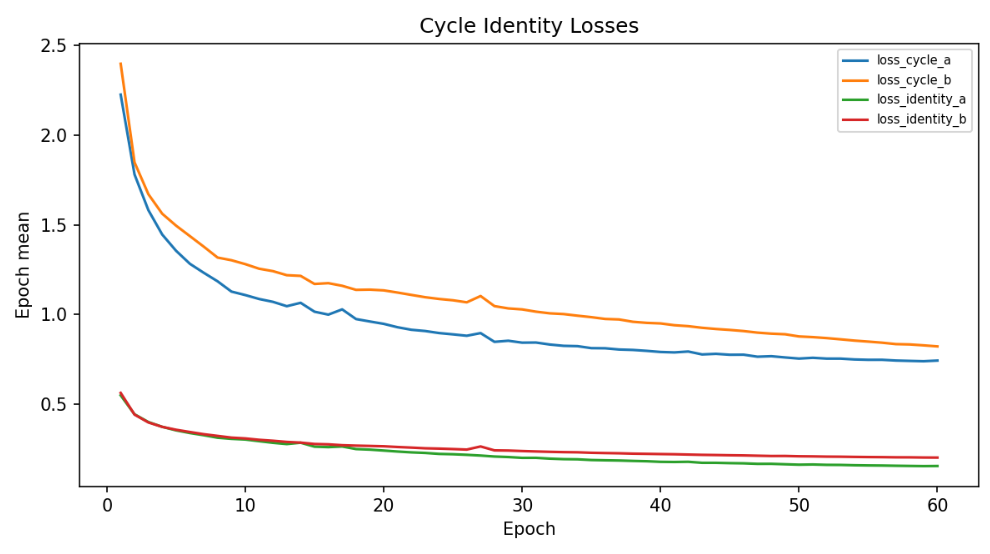 Cycle Identity Losses
2.5
2.0
1.5
1.0
0.5
Epoch mean
loss_cycle_a
loss_cycle_b
loss_identity_a
loss_identity_b
0 10 20 30 40 50 60
Epoch